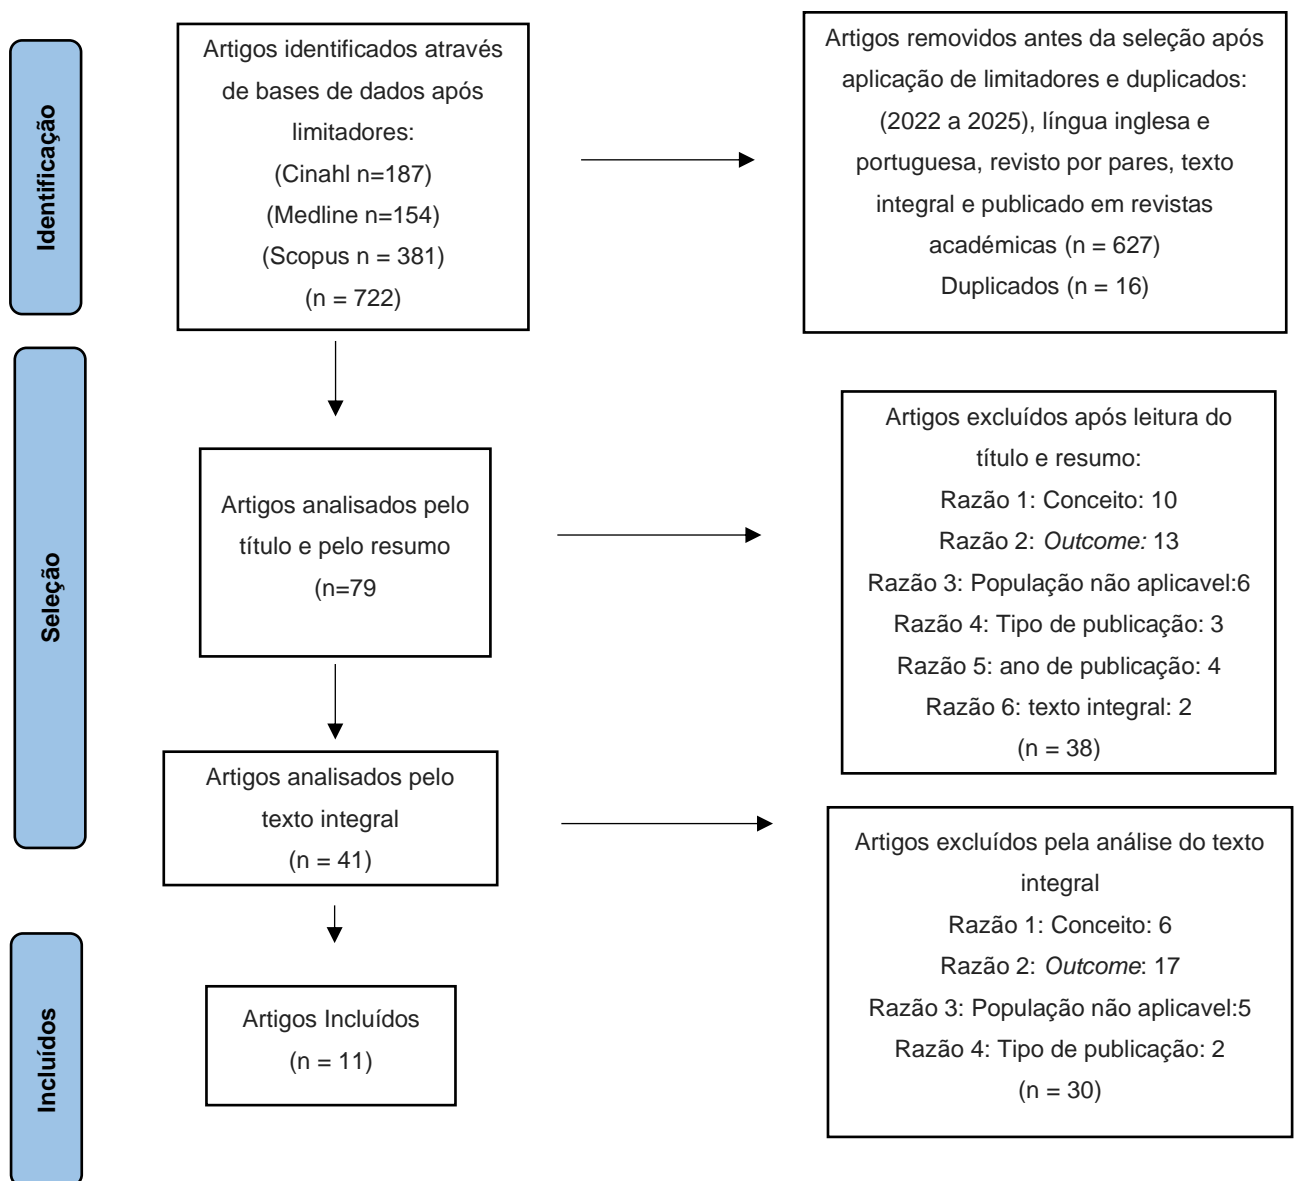 Identificação
Artigos identificados através
de bases de dados após
limitadores:
(Cinahl n=187)
(Medline n=154)
(Scopus n = 381)
(n = 722)
Artigos removidos antes da seleção após
aplicação de limitadores e duplicados:
(2022 a 2025), língua inglesa e
portuguesa, revisto por pares, texto
integral e publicado em revistas
académicas (n = 627)
Duplicados (n = 16)
Seleção
Artigos analisados pelo
título e pelo resumo
(n=79
Artigos excluídos após leitura do
título e resumo:
Razão 1: Conceito: 10
Razão 2: Outcome: 13
Razão 3: População não aplicavel:6
Razão 4: Tipo de publicação: 3
Razão 5: ano de publicação: 4
Razão 6: texto integral: 2
(n = 38)
Artigos analisados pelo
texto integral
(n = 41)
Artigos excluídos pela análise do texto
integral
Razão 1: Conceito: 6
Razão 2: Outcome: 17
Razão 3: População não aplicavel:5
Razão 4: Tipo de publicação: 2
(n = 30)
Incluídos
Artigos Incluídos
(n = 11)